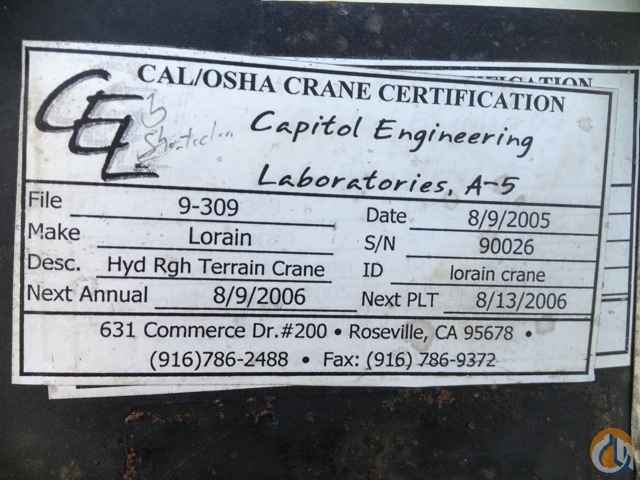 CAL/OSHA CRANE CERTIFICATION
CEL
Capitol Engineering
Laboratories, A-5
File 9-309 Date 8/9/2005
Make Lorain S/N 90026
Desc. Hyd Rgh Terrain Crane ID lorain crane
Next Annual 8/9/2006 Next PLT 8/13/2006
631 Commerce Dr.#200 • Roseville, CA 95678 •
(916)786-2488 • Fax: (916) 786-9372